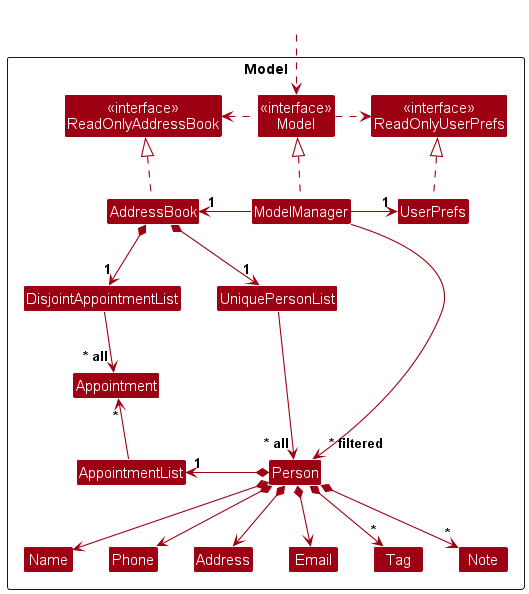 Model
«interface»
ReadOnlyAddressBook
«interface»
Model
«interface»
ReadOnlyUserPrefs
AddressBook
1
ModelManager
1
UserPrefs
1
1
DisjointAppointmentList
UniquePersonList
* all
Appointment
*
* all
* filtered
AppointmentList
1
Person
*
*
Name
Phone
Address
Email
Tag
Note